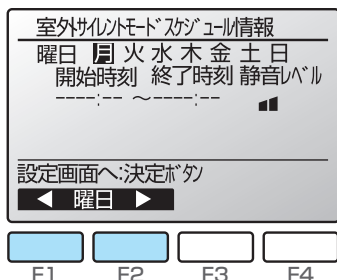 室外サイレントモードスケジュール情報
曜日 月 火 水 木 金 土 日
開始時刻 終了時刻 静音レベル
----:-- ～----:--
設定画面へ:決定ボタン
◀ 曜日 ▶
F1 F2 F3 F4